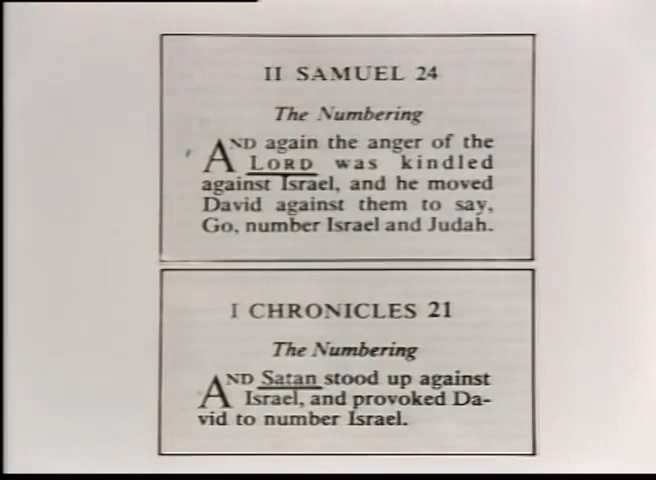 II SAMUEL 24
The Numbering
AND again the anger of the
LORD was kindled
against Israel, and he moved
David against them to say,
Go, number Israel and Judah.
I CHRONICLES 21
The Numbering
AND Satan stood up against
Israel, and provoked Da-
vid to number Israel.